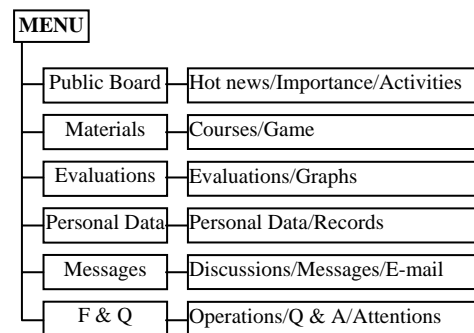 MENU
Public Board Hot news/Importance/Activities
Materials Courses/Game
Evaluations Evaluations/Graphs
Personal Data Personal Data/Records
Messages Discussions/Messages/E-mail
F & Q Operations/Q & A/Attentions